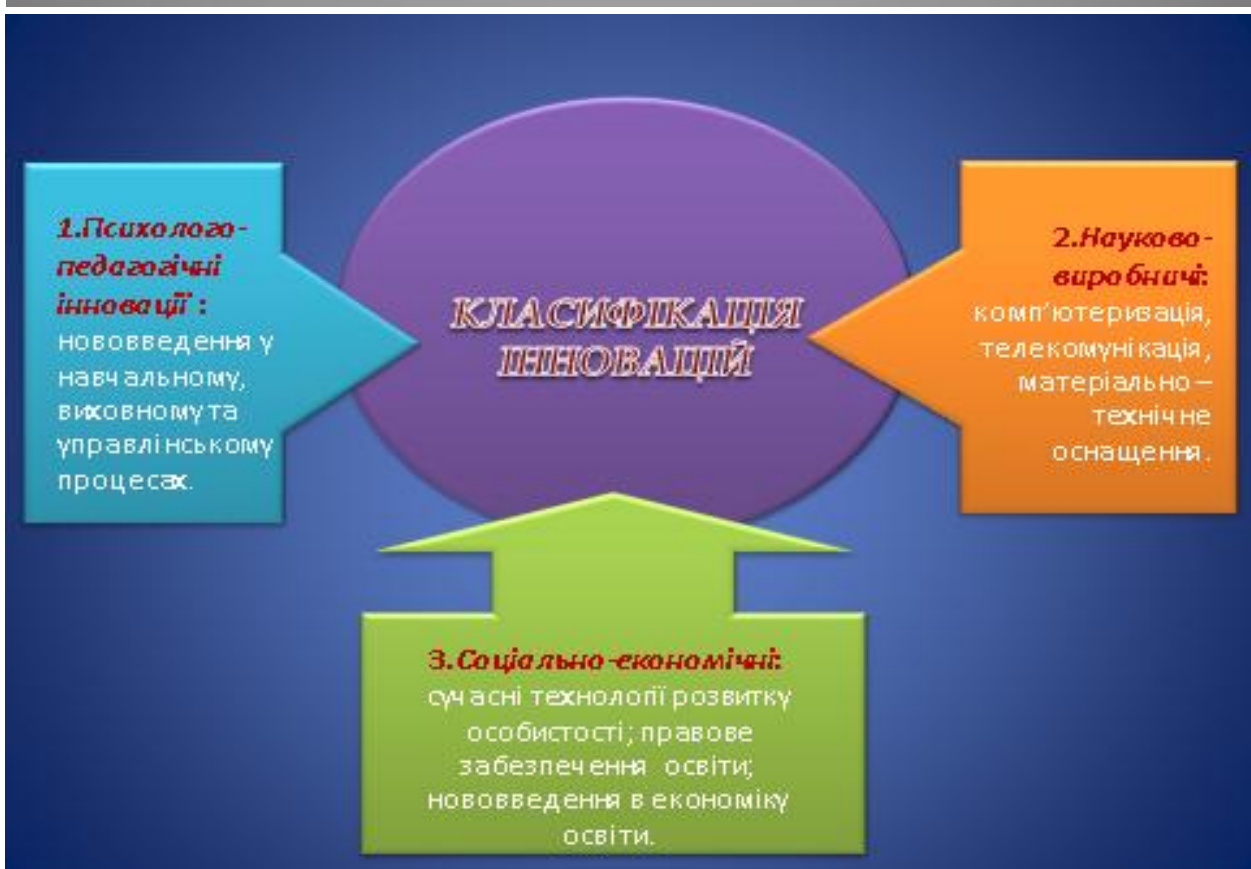 КЛАСИФІКАЦІЯ
ІННОВАЦІЙ
1.Психолого-
педагогічні
інновації :
нововведення у
навчальному,
виховному та
управлінському
процесах.
2.Науково-
виробничі:
комп’ютеризація,
телекомунікація,
матеріально –
технічне
оснащення.
3.Соціально-економічні:
сучасні технології розвитку
особистості; правове
забезпечення освіти;
нововведення в економіку
освіти.